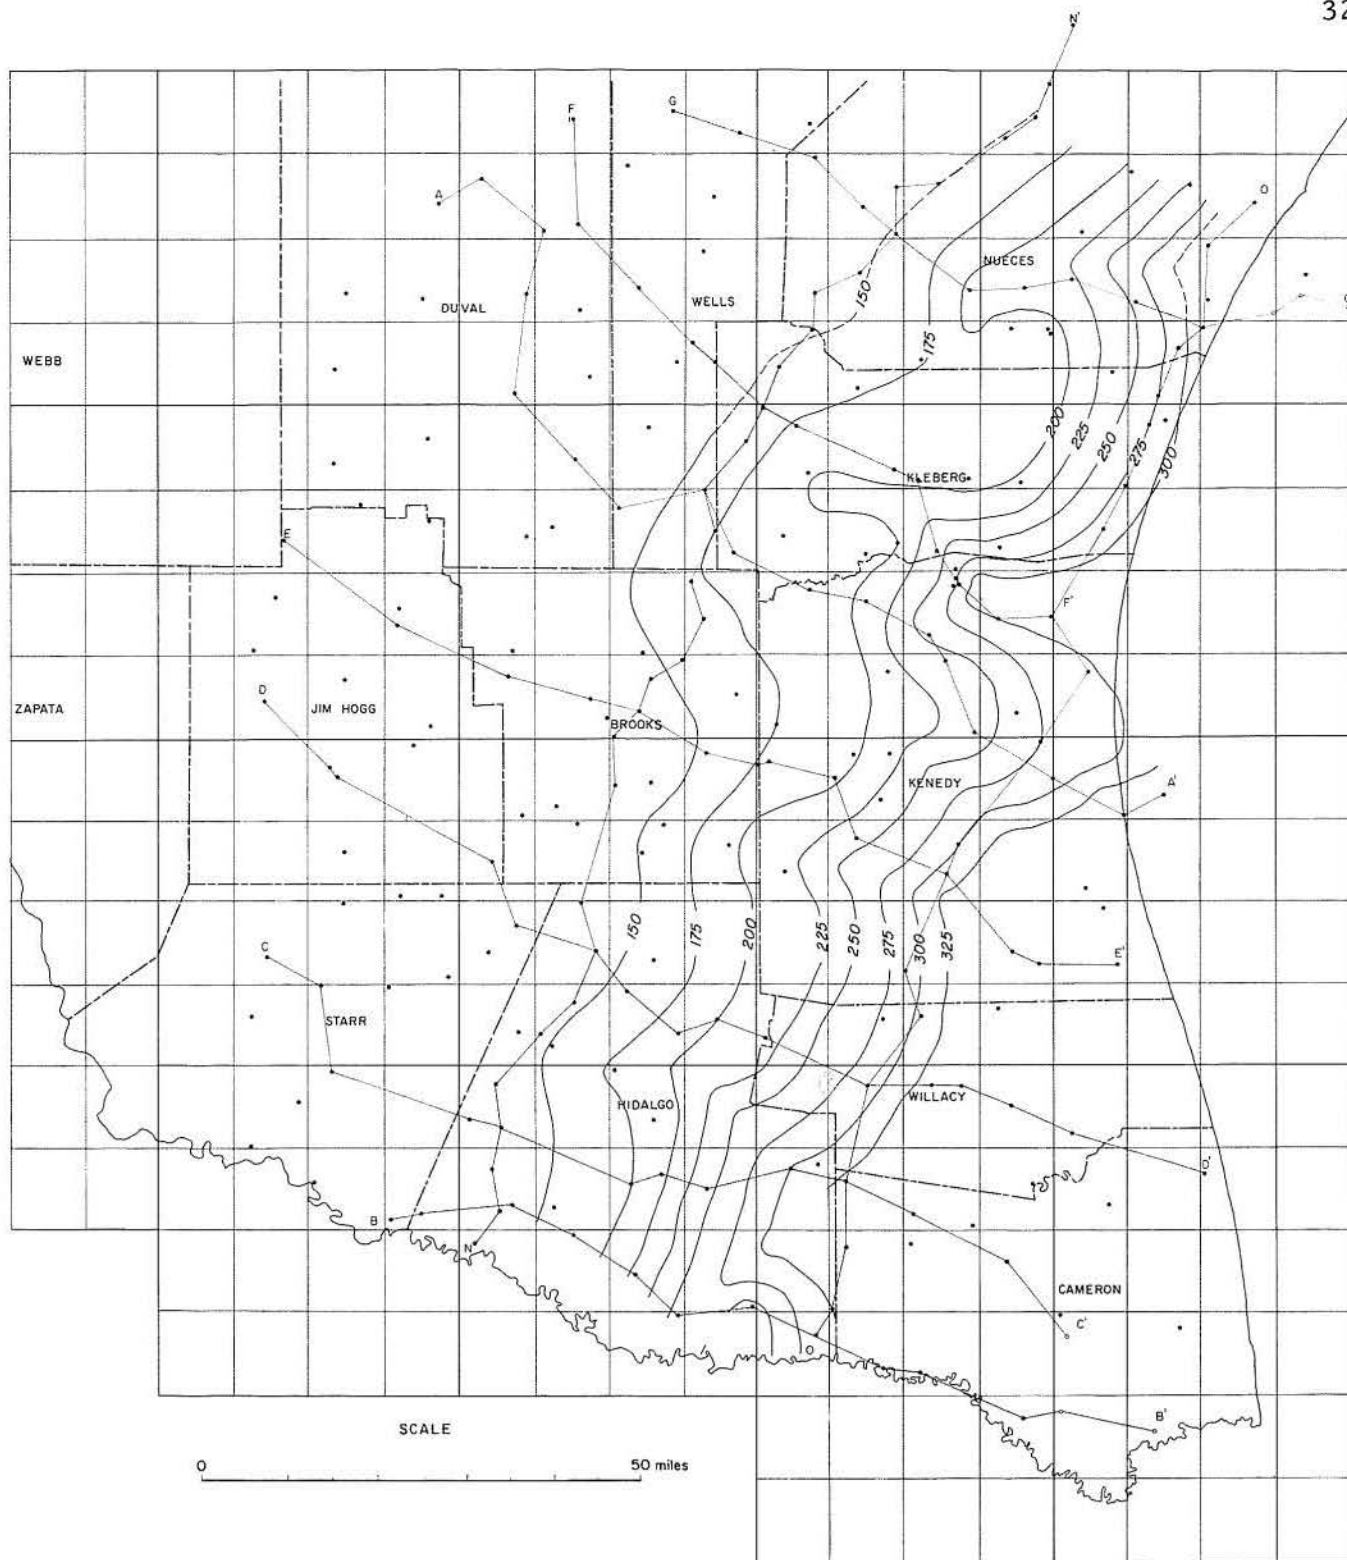 32
N'
F
G
A
O
NUECES
DUVAL
WELLS
150
175
WEBB
200
225
250
275
300
KLEBERG
E
F'
D
ZAPATA
JIM HOGG
BROOKS
KENEDY
A'
150
175
200
225
250
275
300
325
C
E'
STARR
HIDALGO
WILLACY
D'
B
N
CAMERON
C'
O
B'
SCALE
0
50 miles